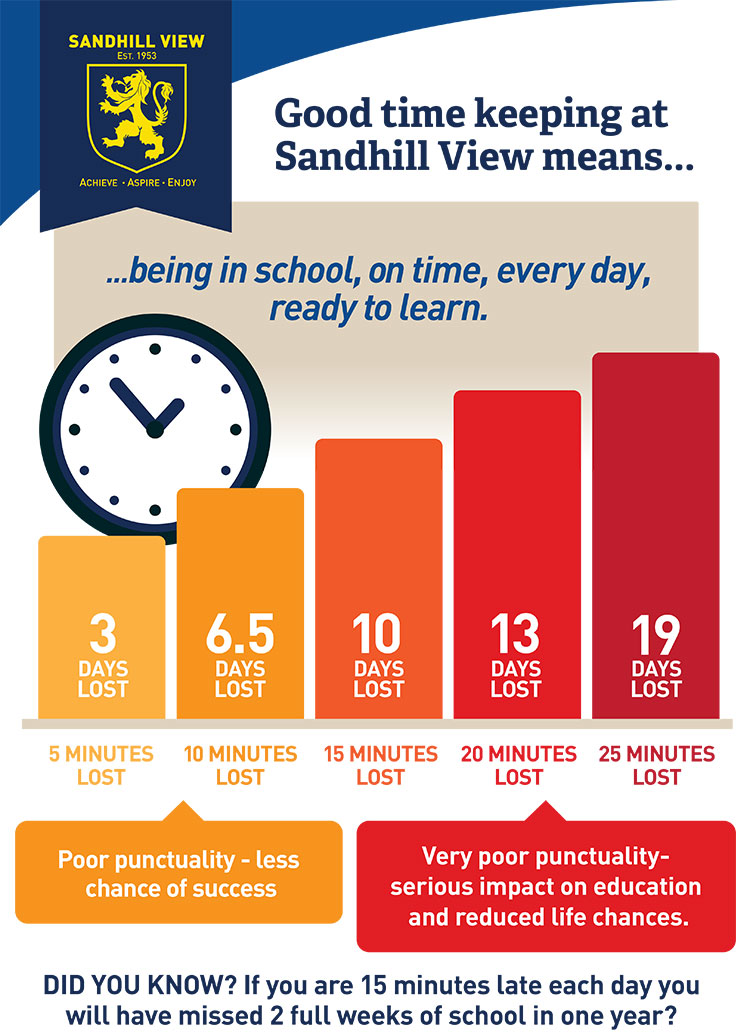 SANDHILL VIEW
EST. 1953
ACHIEVE · ASPIRE · ENJOY
Good time keeping at
Sandhill View means...
...being in school, on time, every day,
ready to learn.
3
DAYS
LOST
6.5
DAYS
LOST
10
DAYS
LOST
13
DAYS
LOST
19
DAYS
LOST
5 MINUTES
LOST
10 MINUTES
LOST
15 MINUTES
LOST
20 MINUTES
LOST
25 MINUTES
LOST
Poor punctuality - less
chance of success
Very poor punctuality-
serious impact on education
and reduced life chances.
DID YOU KNOW? If you are 15 minutes late each day you
will have missed 2 full weeks of school in one year?